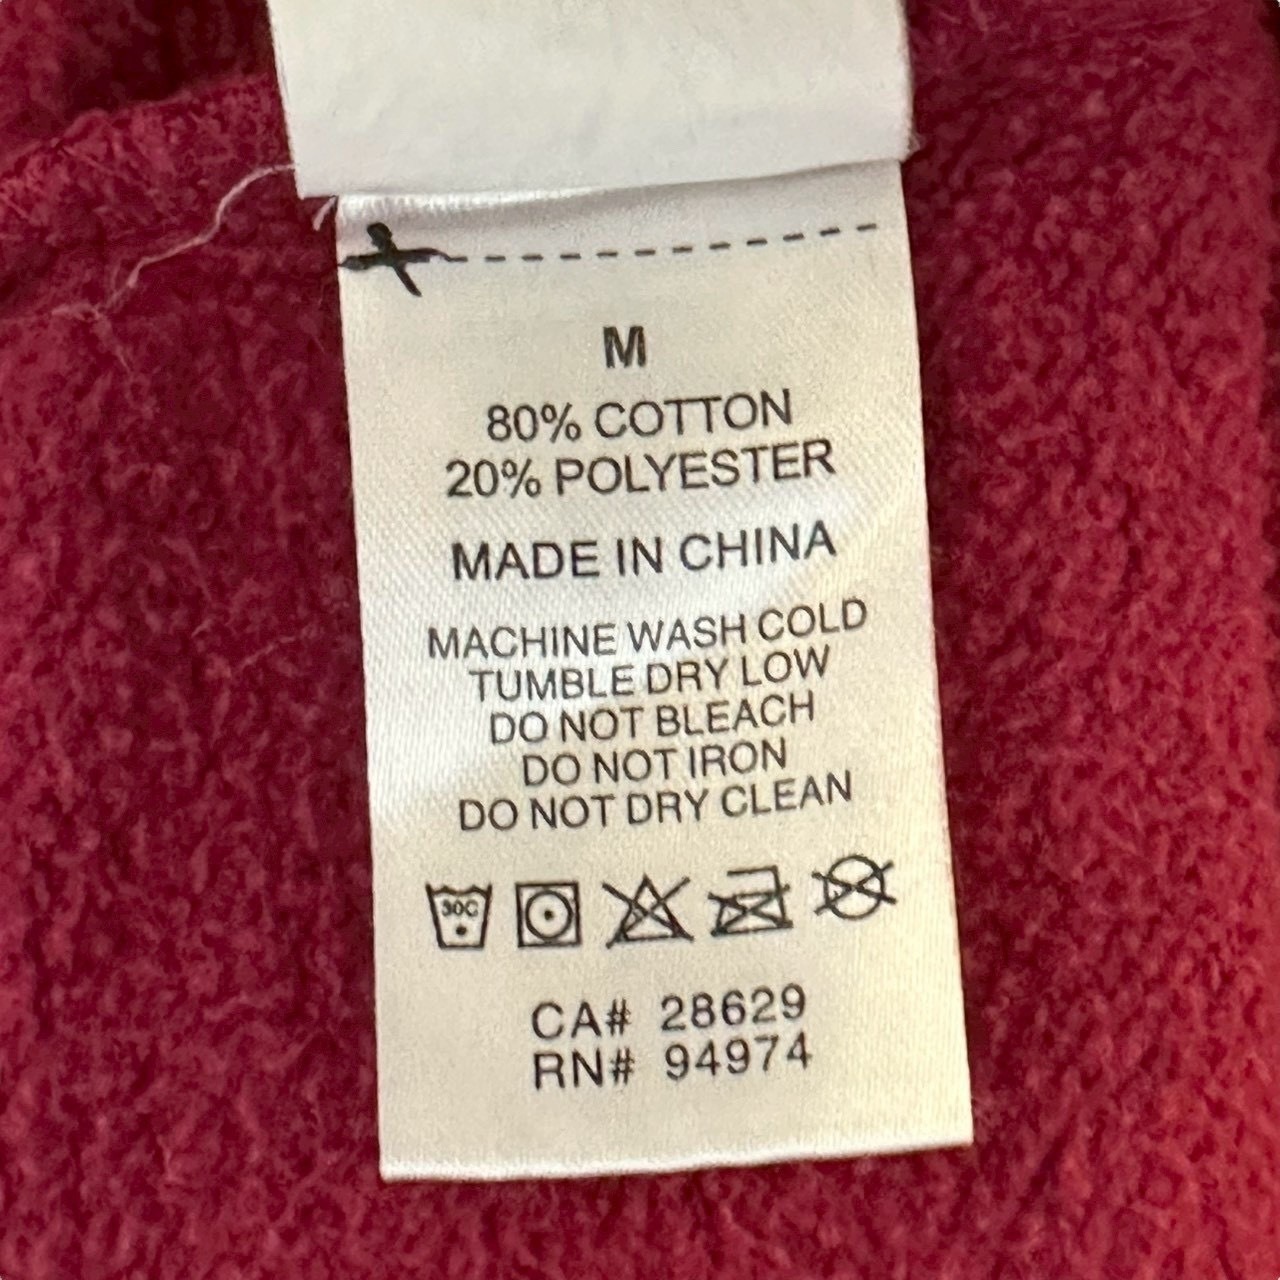 M
80% COTTON
20% POLYESTER
MADE IN CHINA
MACHINE WASH COLD
TUMBLE DRY LOW
DO NOT BLEACH
DO NOT IRON
DO NOT DRY CLEAN
30C
CA# 28629
RN# 94974